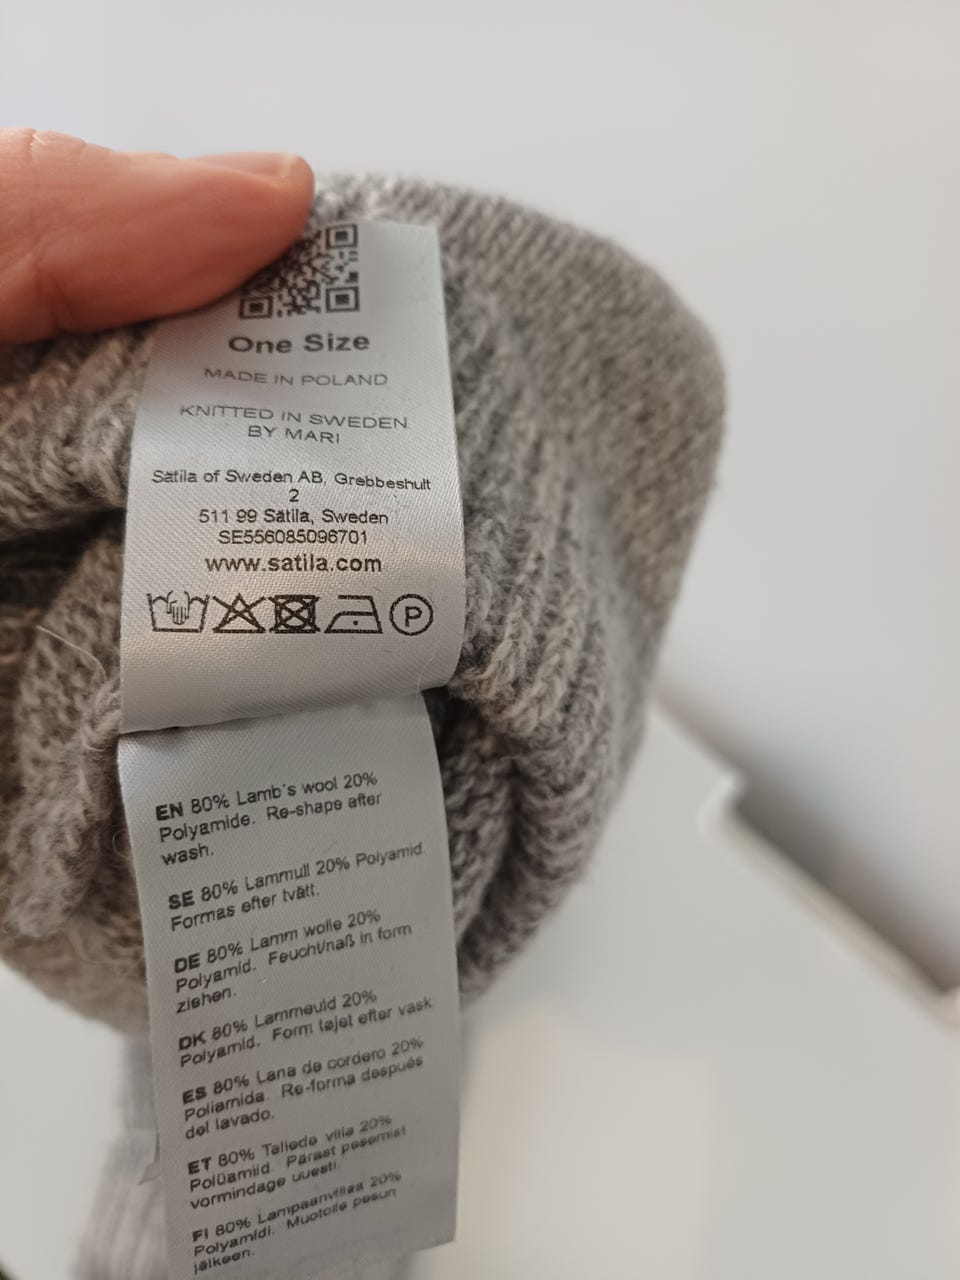 One Size
MADE IN POLAND
KNITTED IN SWEDEN
BY MARI
Sätila of Sweden AB, Grebbeshult
2
511 99 Sätila, Sweden
SE556085096701
www.satila.com
P
EN 80% Lamb's wool 20%
Polyamide. Re-shape after
wash.
SE 80% Lammull 20% Polyamid.
Formas efter tvätt.
DE 80% Lamm wolle 20%
Polyamid. Feucht/naß in form
ziehen.
DK 80% Lammeuld 20%
Polyamid. Form tøjet efter vask
ES 80% Lana de cordero 20%
Poliamida. Re-forma después
del lavado.
ET 80% Talleda villa 20%
Polüamiid. Pärast pesemist
vormindage uuesti.
FI 80% Lampaanvillaa 20%
Polyamidi. Muotoile pesun
jälkeen.